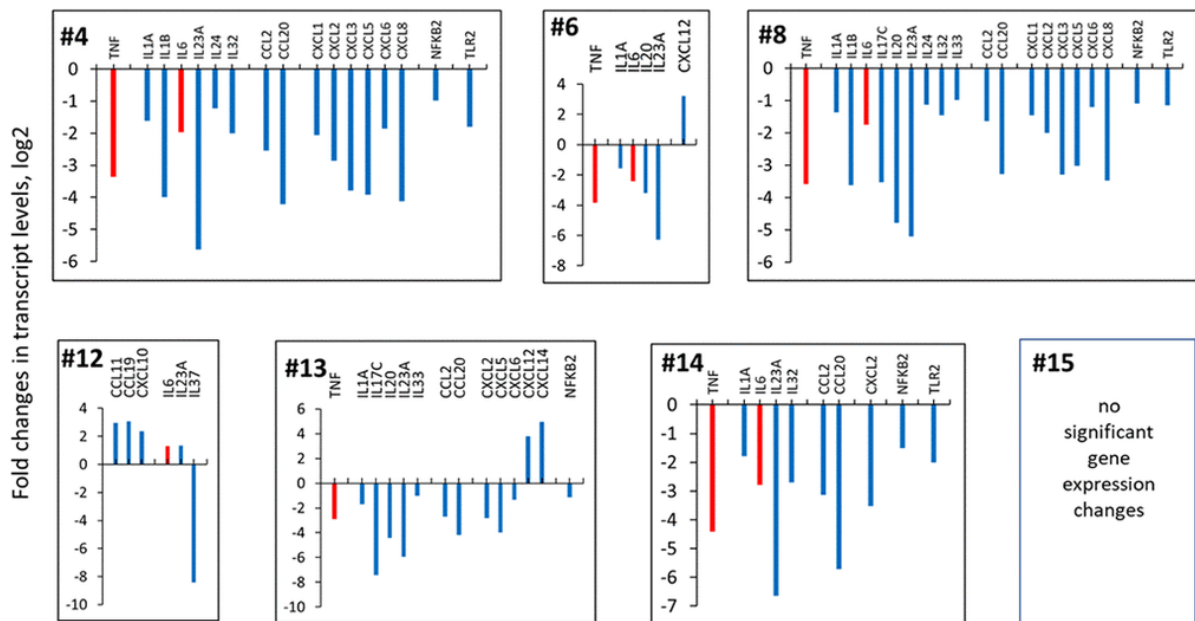 Fold changes in transcript levels, log2
#4
TNF
IL1A
IL1B
IL6
IL23A
IL24
IL32
CCL2
CCL20
CXCL1
CXCL2
CXCL3
CXCL5
CXCL6
CXCL8
NFKB2
TLR2
0
-1
-2
-3
-4
-5
-6
#6
TNF
IL1A
IL6
IL20
IL23A
CXCL12
4
2
0
-2
-4
-6
-8
#8
TNF
IL1A
IL1B
IL6
IL17C
IL20
IL23A
IL24
IL32
IL33
CCL2
CCL20
CXCL1
CXCL2
CXCL3
CXCL5
CXCL6
CXCL8
NFKB2
TLR2
0
-1
-2
-3
-4
-5
-6
#12
CCL11
CCL19
CXCL10
IL6
IL23A
IL37
4
2
0
-2
-4
-6
-8
-10
#13
TNF
IL1A
IL17C
IL20
IL23A
IL33
CCL2
CCL20
CXCL2
CXCL5
CXCL6
CXCL12
CXCL14
NFKB2
6
4
2
0
-2
-4
-6
-8
-10
#14
TNF
IL1A
IL6
IL23A
IL32
CCL2
CCL20
CXCL2
NFKB2
TLR2
0
-1
-2
-3
-4
-5
-6
-7
#15
no
significant
gene
expression
changes